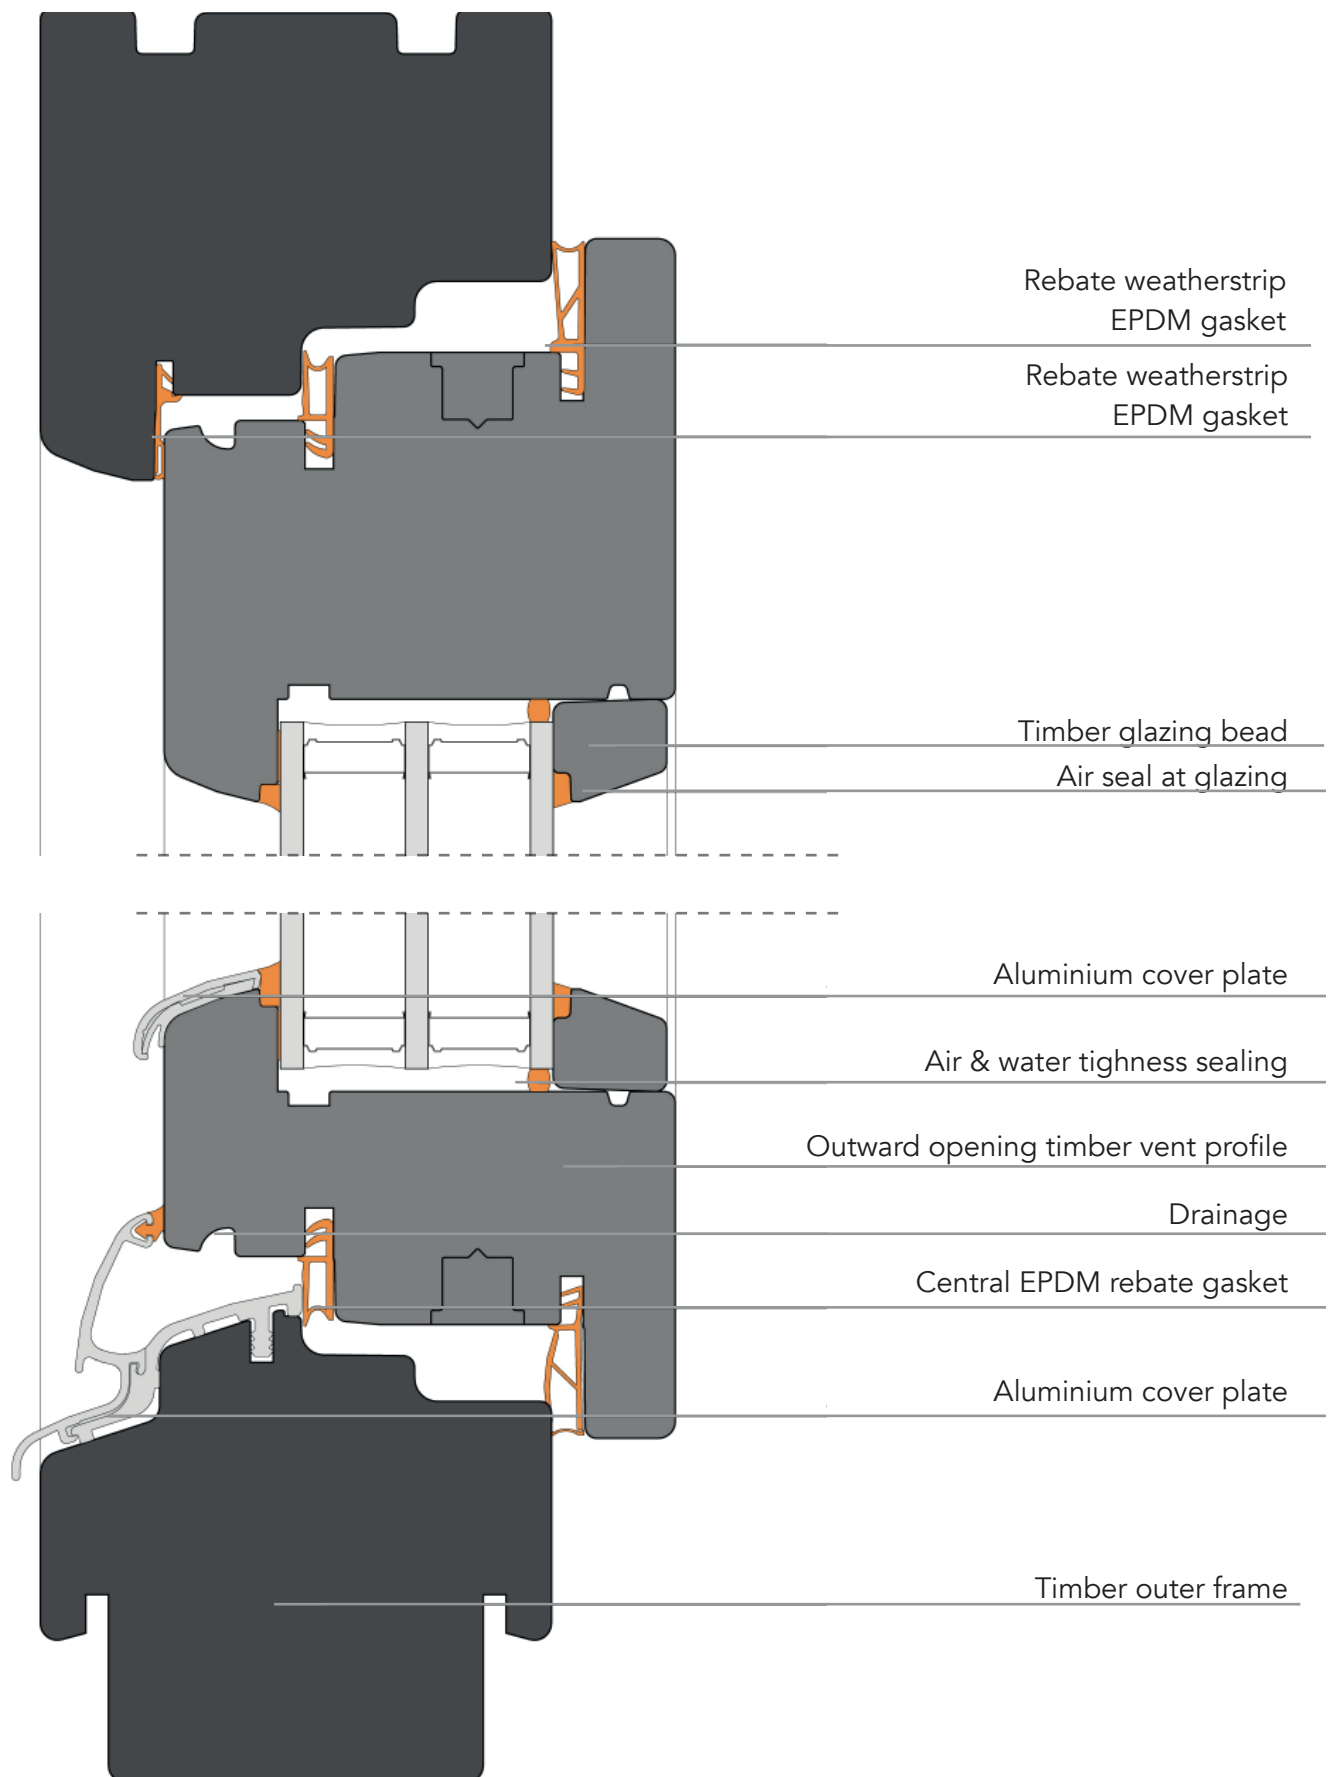 Rebate weatherstrip
EPDM gasket
Rebate weatherstrip
EPDM gasket
Timber glazing bead
Air seal at glazing
Aluminium cover plate
Air & water tighness sealing
Outward opening timber vent profile
Drainage
Central EPDM rebate gasket
Aluminium cover plate
Timber outer frame